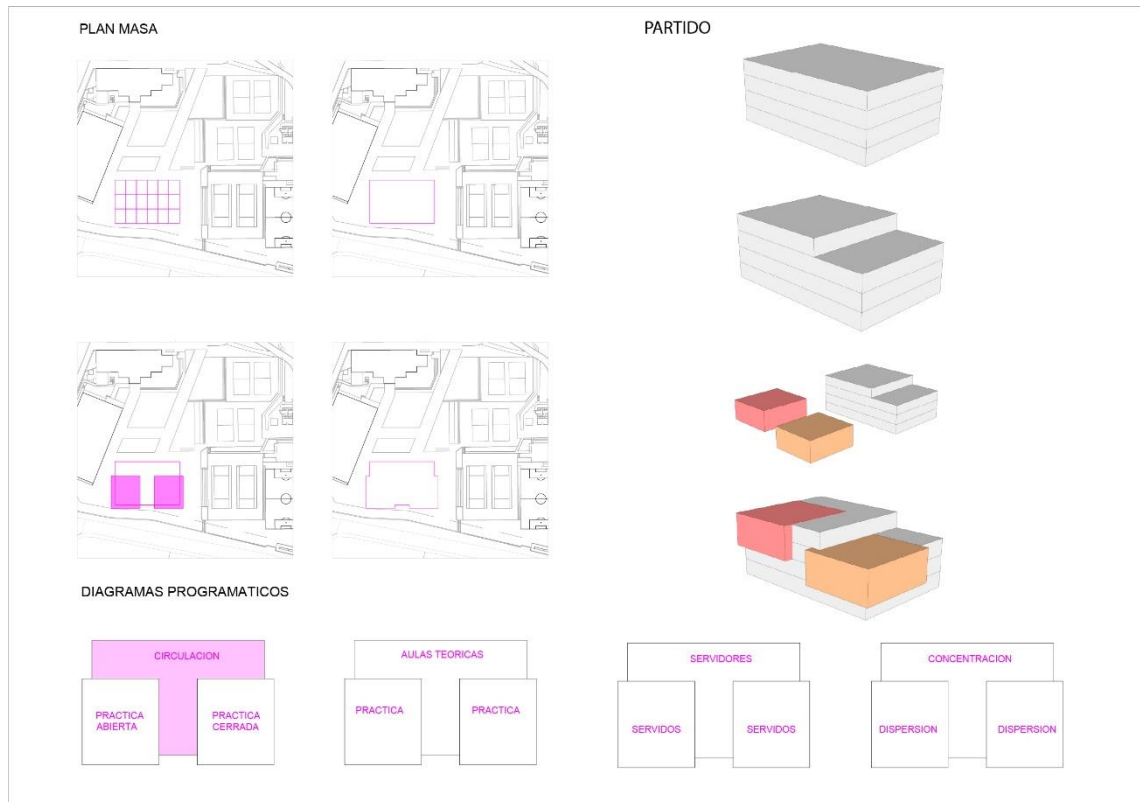 PLAN MASA
PARTIDO
DIAGRAMAS PROGRAMATICOS
CIRCULACION
PRACTICA
ABIERTA
PRACTICA
CERRADA
AULAS TEORICAS
PRACTICA
PRACTICA
SERVIDORES
SERVIDOS
SERVIDOS
CONCENTRACION
DISPERSION
DISPERSION